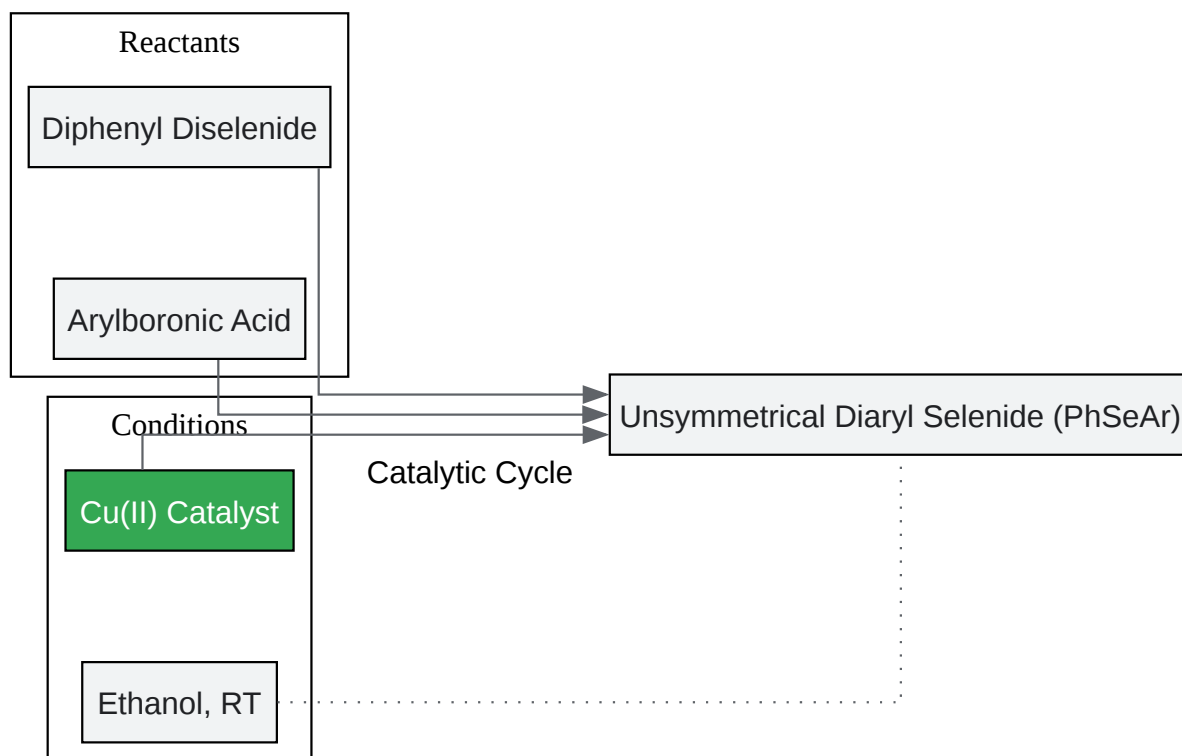 Reactants
Diphenyl Diselenide
Arylboronic Acid
Conditions
Cu(II) Catalyst
Ethanol, RT
Catalytic Cycle
Unsymmetrical Diaryl Selenide (PhSeAr)